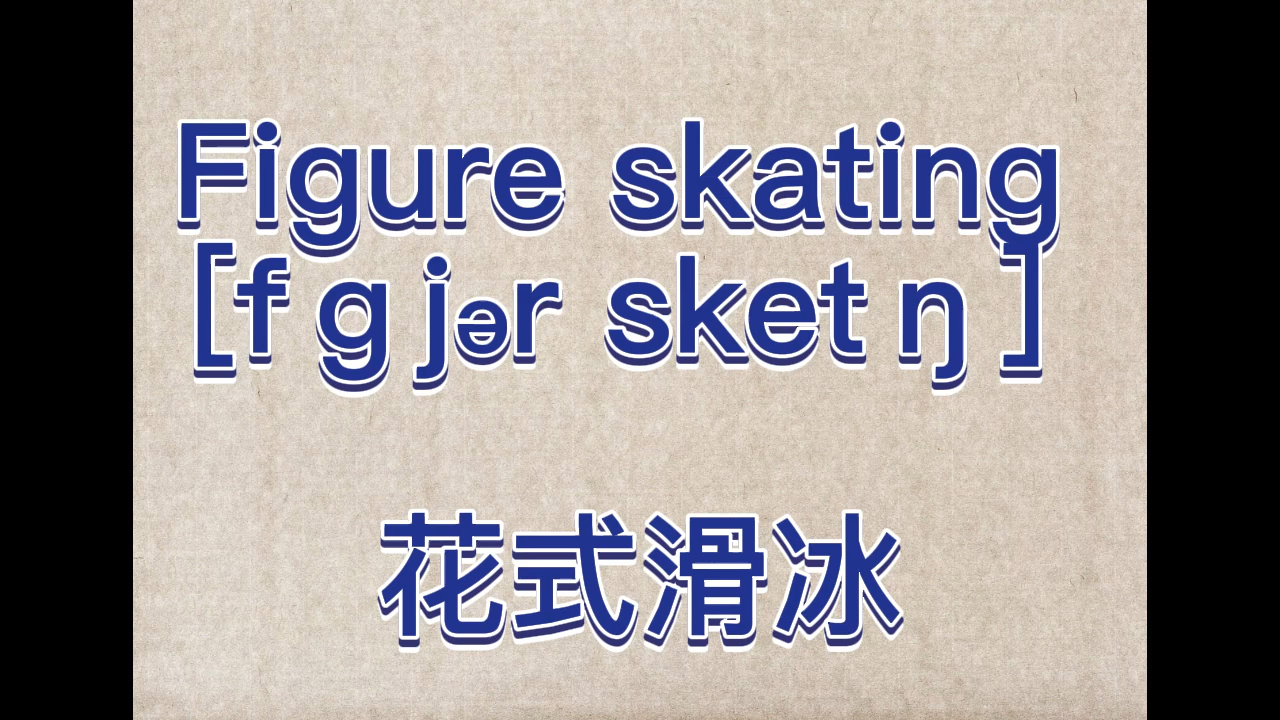 Figure skating
[f g jər sket ŋ ]
花式滑冰